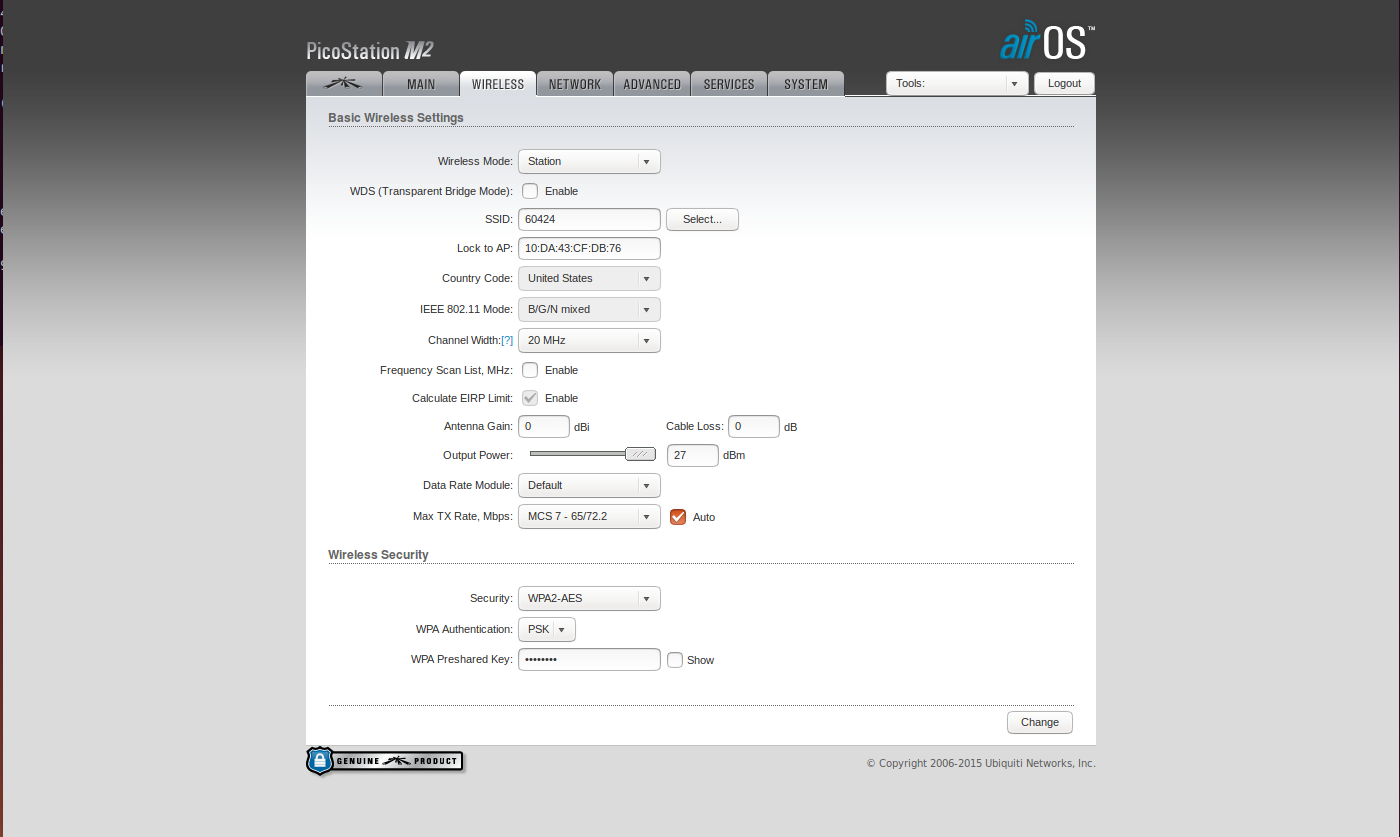 PicoStation M2
airOS™
MAIN WIRELESS NETWORK ADVANCED SERVICES SYSTEM Tools: Logout
Basic Wireless Settings
Wireless Mode: Station
WDS (Transparent Bridge Mode): Enable
SSID: 60424 Select...
Lock to AP: 10:DA:43:CF:DB:76
Country Code: United States
IEEE 802.11 Mode: B/G/N mixed
Channel Width:[?] 20 MHz
Frequency Scan List, MHz: Enable
Calculate EIRP Limit: Enable
Antenna Gain: 0 dBi Cable Loss: 0 dB
Output Power: 27 dBm
Data Rate Module: Default
Max TX Rate, Mbps: MCS 7 - 65/72.2 Auto
Wireless Security
Security: WPA2-AES
WPA Authentication: PSK
WPA Preshared Key: •••••••• Show
Change
GENUINE PRODUCT
© Copyright 2006-2015 Ubiquiti Networks, Inc.